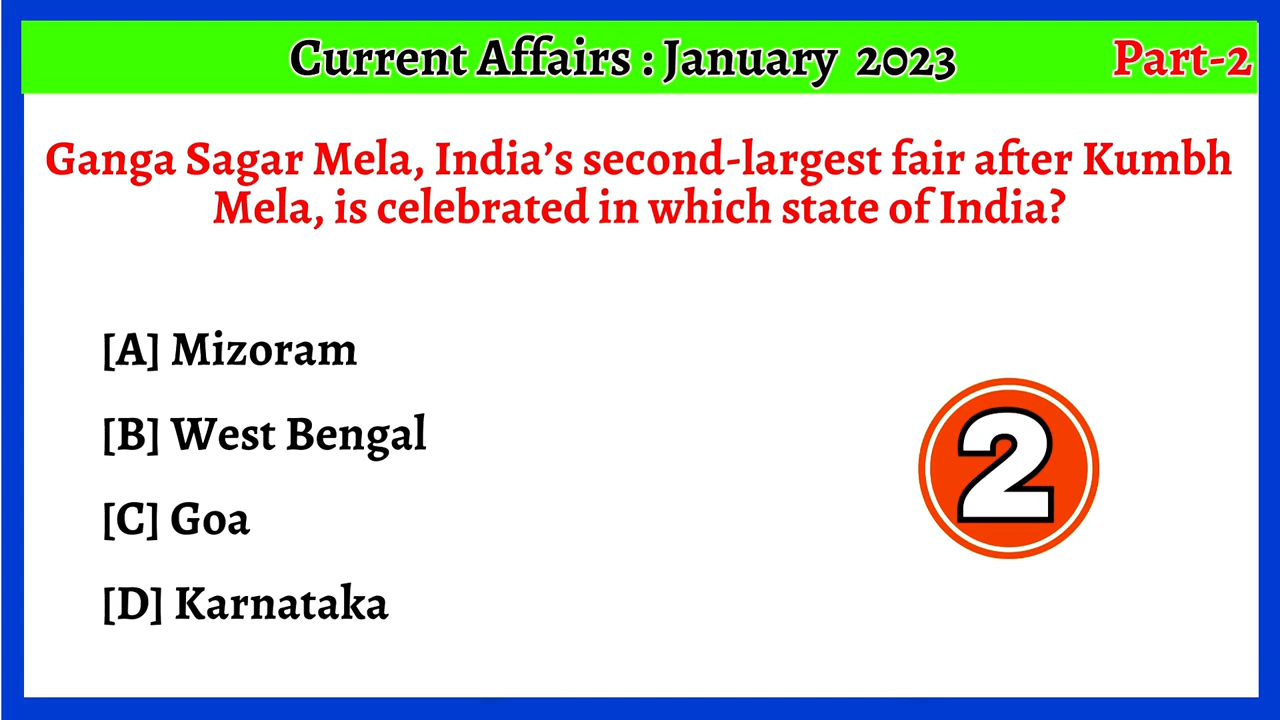 Current Affairs : January 2023 Part-2
Ganga Sagar Mela, India’s second-largest fair after Kumbh
Mela, is celebrated in which state of India?
[A] Mizoram
[B] West Bengal
2
[C] Goa
[D] Karnataka